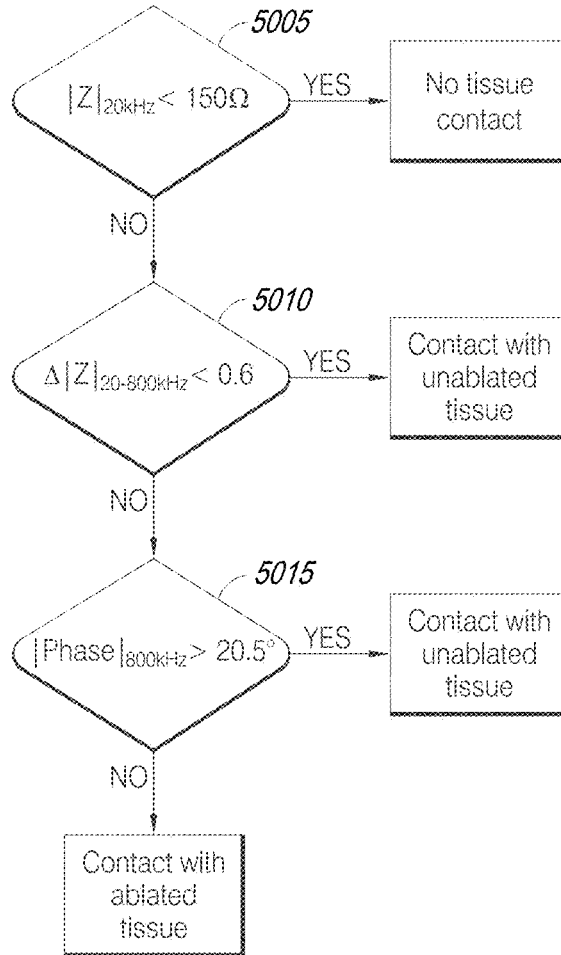 5005
|Z|20kHz < 150Ω
YES
No tissue
contact
NO
5010
Δ|Z|20-800kHz < 0.6
YES
Contact with
unablated
tissue
NO
5015
|Phase|800kHz > 20.5°
YES
Contact with
unablated
tissue
NO
Contact with
ablated
tissue